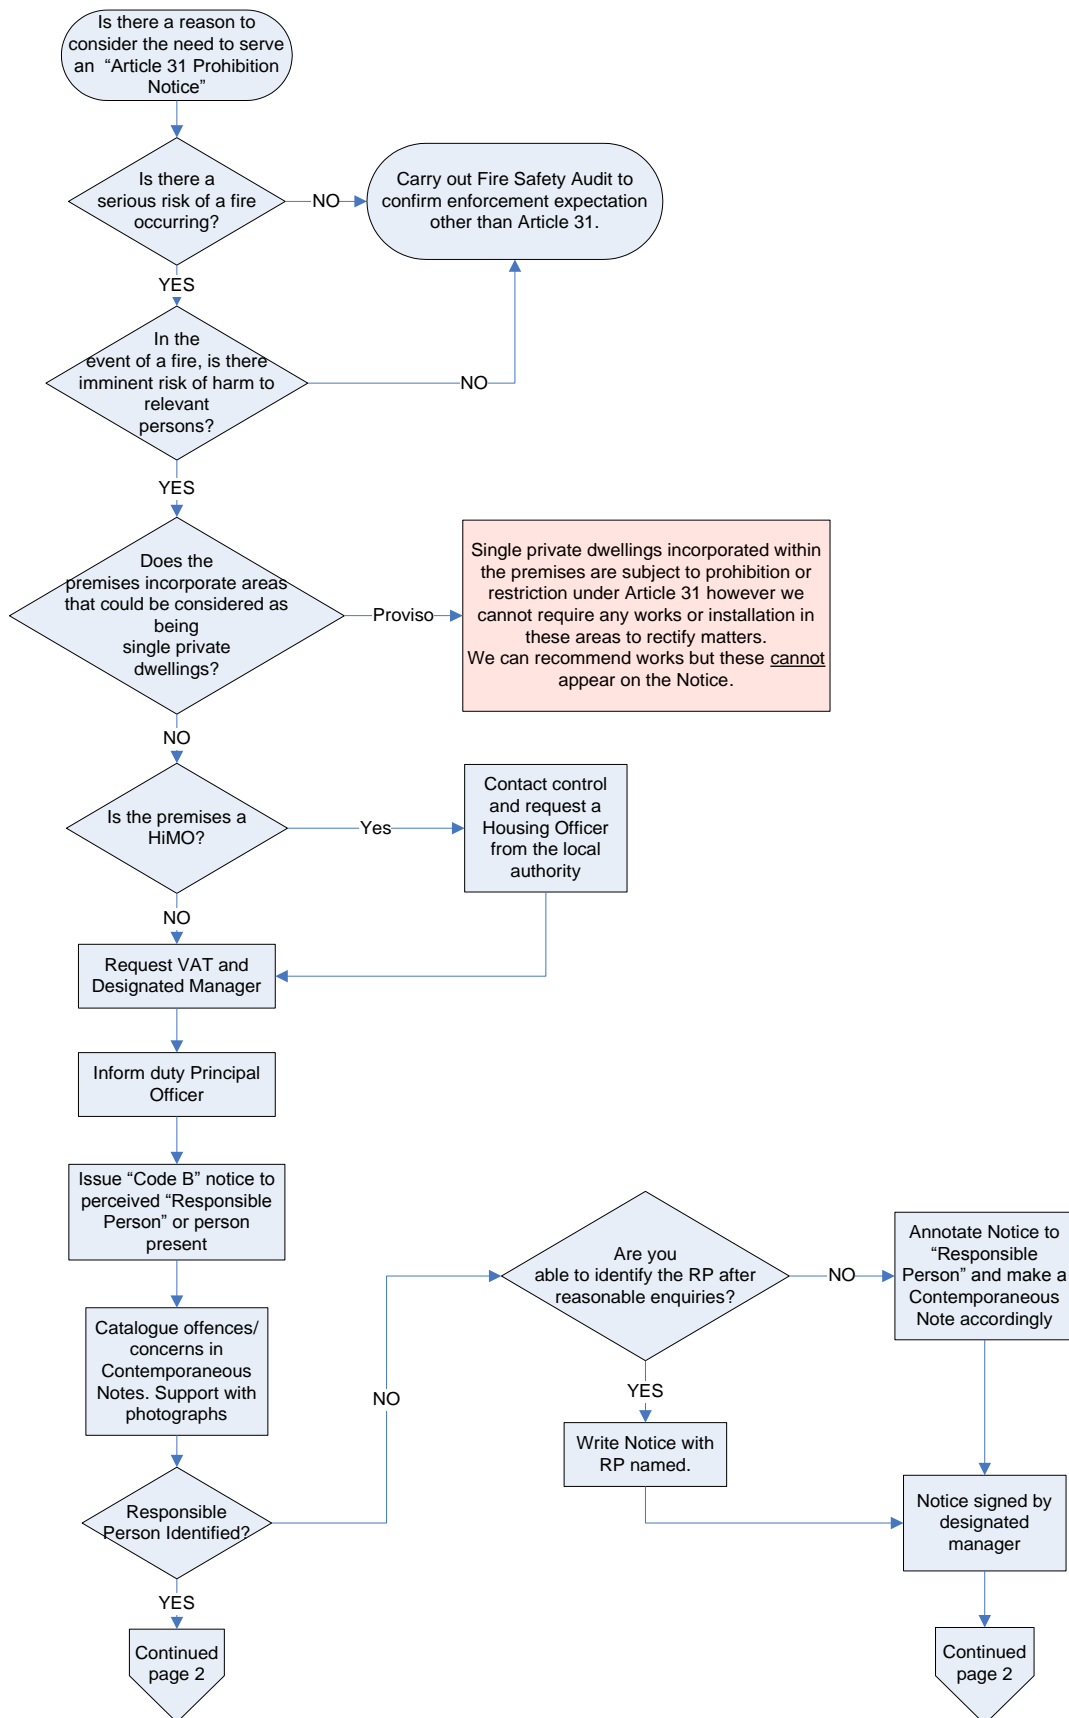 Is there a reason to
consider the need to serve
an “Article 31 Prohibition
Notice”
Is there a
serious risk of a fire
occurring?
NO
Carry out Fire Safety Audit to
confirm enforcement expectation
other than Article 31.
YES
In the
event of a fire, is there
imminent risk of harm to
relevant
persons?
NO
YES
Does the
premises incorporate areas
that could be considered as
being
single private
dwellings?
Proviso
Single private dwellings incorporated within
the premises are subject to prohibition or
restriction under Article 31 however we
cannot require any works or installation in
these areas to rectify matters.
We can recommend works but these cannot
appear on the Notice.
NO
Is the premises a
HiMO?
Yes
Contact control
and request a
Housing Officer
from the local
authority
NO
Request VAT and
Designated Manager
Inform duty Principal
Officer
Issue “Code B” notice to
perceived “Responsible
Person” or person
present
Catalogue offences/
concerns in
Contemporaneous
Notes. Support with
photographs
Responsible
Person Identified?
NO
YES
Continued
page 2
Are you
able to identify the RP after
reasonable enquiries?
NO
Annotate Notice to
“Responsible
Person” and make a
Contemporaneous
Note accordingly
YES
Write Notice with
RP named.
Notice signed by
designated
manager
Continued
page 2